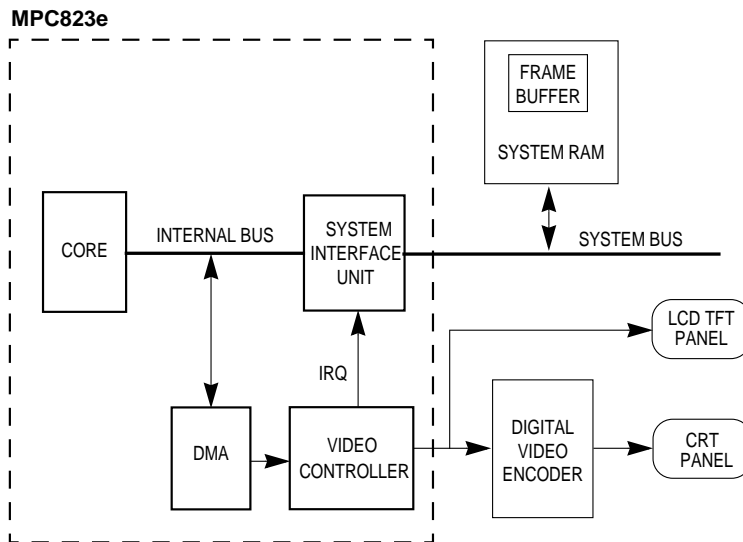 MPC823e
FRAME
BUFFER
SYSTEM RAM
CORE
INTERNAL BUS
SYSTEM
INTERFACE
UNIT
SYSTEM BUS
LCD TFT
PANEL
IRQ
DMA
VIDEO
CONTROLLER
DIGITAL
VIDEO
ENCODER
CRT
PANEL